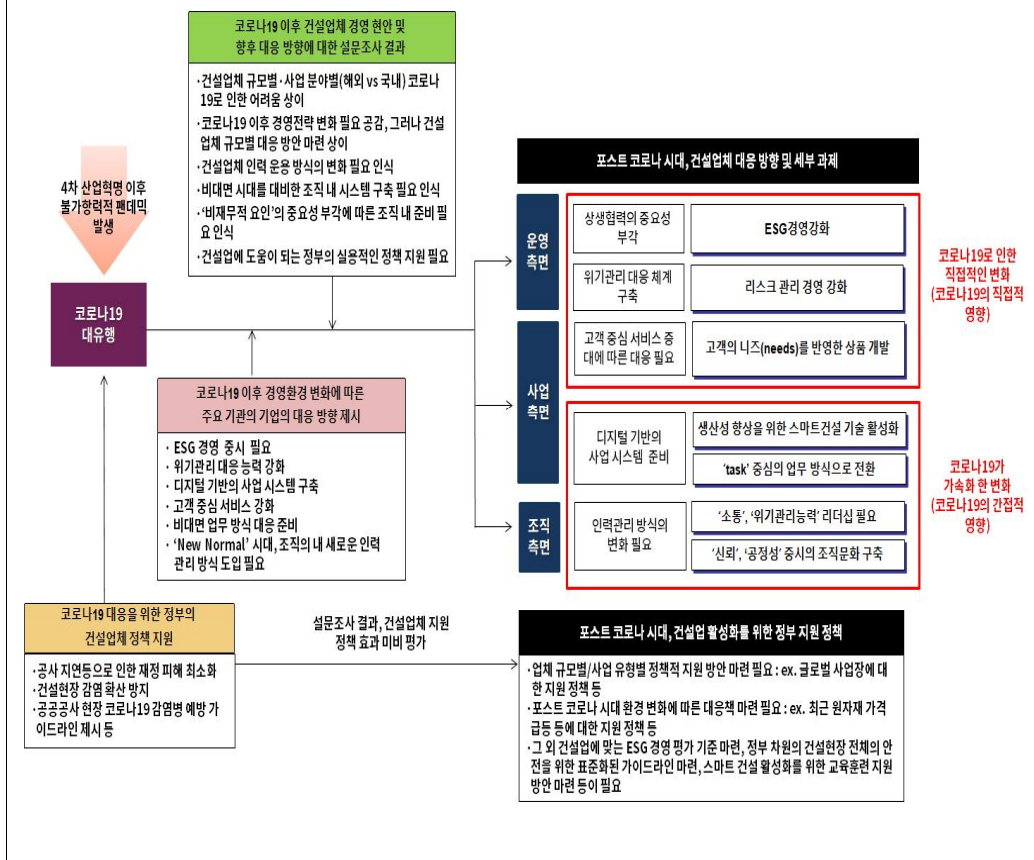 코로나19 이후 건설업체 경영 현안 및
향후 대응 방향에 대한 설문조사 결과
·건설업체 규모별·사업 분야별(해외 vs 국내) 코로나
19로 인한 어려움 상이
·코로나19 이후 경영전략 변화 필요 공감, 그러나 건설
업체 규모별 대응 방안 마련 상이
·건설업체 인력 운용 방식의 변화 필요 인식
·비대면 시대를 대비한 조직 내 시스템 구축 필요 인식
·‘비재무적 요인’의 중요성 부각에 따른 조직 내 준비 필
요 인식
·건설업에 도움이 되는 정부의 실용적인 정책 지원 필요
4차 산업혁명 이후
불가항력적 팬데믹
발생
코로나19
대유행
코로나19 이후 경영환경 변화에 따른
주요 기관의 기업의 대응 방향 제시
· ESG 경영 중시 필요
· 위기관리 대응 능력 강화
· 디지털 기반의 사업 시스템 구축
· 고객 중심 서비스 강화
· 비대면 업무 방식 대응 준비
· ‘New Normal’ 시대, 조직의 내 새로운 인력
관리 방식 도입 필요
포스트 코로나 시대, 건설업체 대응 방향 및 세부 과제
운영
측면
상생협력의 중요성
부각
ESG경영강화
위기관리 대응 체계
구축
리스크 관리 경영 강화
사업
측면
고객 중심 서비스 증
대에 따른 대응 필요
고객의 니즈(needs)를 반영한 상품 개발
디지털 기반의
사업 시스템 준비
생산성 향상을 위한 스마트건설 기술 활성화
‘task’ 중심의 업무 방식으로 전환
조직
측면
인력관리 방식의
변화 필요
‘소통’, ‘위기관리능력’ 리더십 필요
‘신뢰’, ‘공정성’ 중시의 조직문화 구축
코로나19로 인한
직접적인 변화
(코로나19의 직접적
영향)
코로나19가
가속화 한 변화
(코로나19의 간접적
영향)
코로나19 대응을 위한 정부의
건설업체 정책 지원
·공사 지연등으로 인한 재정 피해 최소화
·건설현장 감염 확산 방지
·공공공사 현장 코로나19 감염병 예방 가
이드라인 제시 등
설문조사 결과, 건설업체 지원
정책 효과 미비 평가
포스트 코로나 시대, 건설업 활성화를 위한 정부 지원 정책
·업체 규모별/사업 유형별 정책적 지원 방안 마련 필요 : ex. 글로벌 사업장에 대
한 지원 정책 등
·포스트 코로나 시대 환경 변화에 따른 대응책 마련 필요 : ex. 최근 원자재 가격
급등 등에 대한 지원 정책 등
·그 외 건설업에 맞는 ESG 경영 평가 기준 마련, 정부 차원의 건설현장 전체의 안
전을 위한 표준화된 가이드라인 마련, 스마트 건설 활성화를 위한 교육훈련 지원
방안 마련 등이 필요